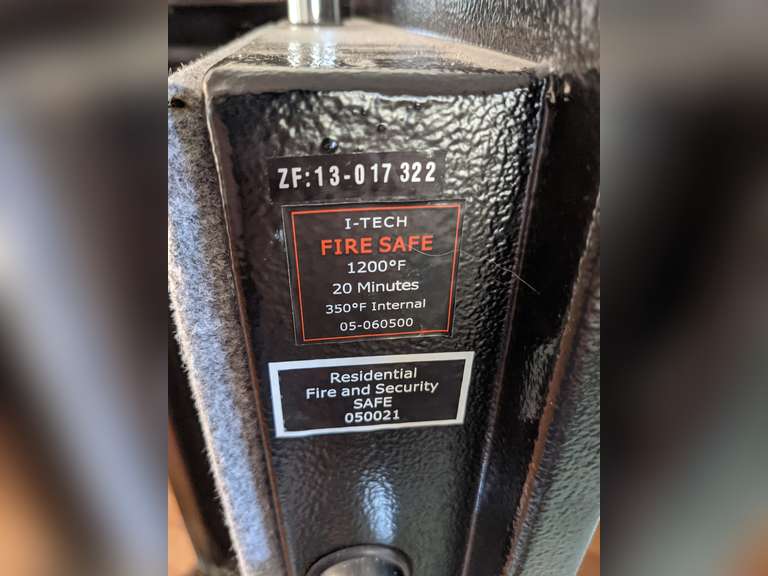 ZF:13-017 322
I-TECH
FIRE SAFE
1200°F
20 Minutes
350°F Internal
05-060500
Residential
Fire and Security
SAFE
050021